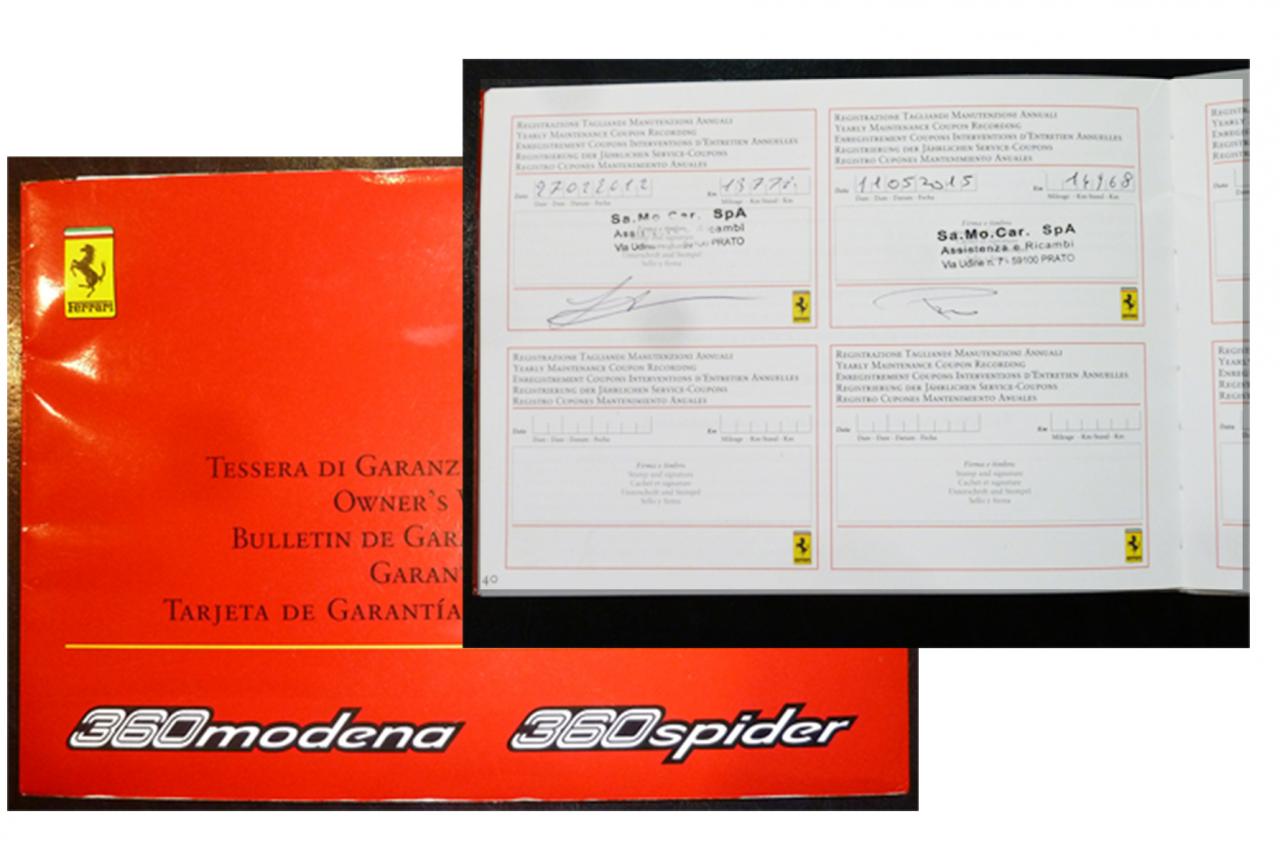 Ferrari
TESSERA DI GARANZ
OWNER'S
BULLETIN DE GAR
GARAN
TARJETA DE GARANTÍA
360modena 360spider
REGISTRAZIONE TAGLIANDI MANUTENZIONI ANNUALI
YEARLY MAINTENANCE COUPON RECORDING
ENREGISTREMENT COUPONS INTERVENTIONS D'ENTRETIEN ANNUELLES
REGISTRIERUNG DER JÄHRLICHEN SERVICE-COUPONS
REGISTRO CUPONES MANTENIMIENTO ANUALES
Data 27022012 Km
Date - Date - Datum - Fecha Mileage - Km-Stand - Km
Sa.Mo Car. SpA
Via Udine PRATO
Unterschrift und Stempel
Sello y firma
REGISTRAZIONE TAGLIANDI MANUTENZIONI ANNUALI
YEARLY MAINTENANCE COUPON RECORDING
ENREGISTREMENT COUPONS INTERVENTIONS D'ENTRETIEN ANNUELLES
REGISTRIERUNG DER JÄHRLICHEN SERVICE-COUPONS
REGISTRO CUPONES MANTENIMIENTO ANUALES
Data 11052015 Km 14968
Date - Date - Datum - Fecha Mileage - Km-Stand - Km
Firma e timbro
Sa.Mo.Car. SpA
Assistenza e Ricambi
Via Udine n. 7 - 59100 PRATO
REGISTRAZIONE TAGLIANDI MANUTENZIONI ANNUALI
YEARLY MAINTENANCE COUPON RECORDING
ENREGISTREMENT COUPONS INTERVENTIONS D'ENTRETIEN ANNUELLES
REGISTRIERUNG DER JÄHRLICHEN SERVICE-COUPONS
REGISTRO CUPONES MANTENIMIENTO ANUALES
Data Km
Date - Date - Datum - Fecha Mileage - Km-Stand - Km
Firma e timbro
Stamp and signature
Cachet et signature
Unterschrift und Stempel
Sello y firma
REGISTRAZIONE TAGLIANDI MANUTENZIONI ANNUALI
YEARLY MAINTENANCE COUPON RECORDING
ENREGISTREMENT COUPONS INTERVENTIONS D'ENTRETIEN ANNUELLES
REGISTRIERUNG DER JÄHRLICHEN SERVICE-COUPONS
REGISTRO CUPONES MANTENIMIENTO ANUALES
Data Km
Date - Date - Datum - Fecha Mileage - Km-Stand - Km
Firma e timbro
Stamp and signature
Cachet et signature
Unterschrift und Stempel
Sello y firma
40